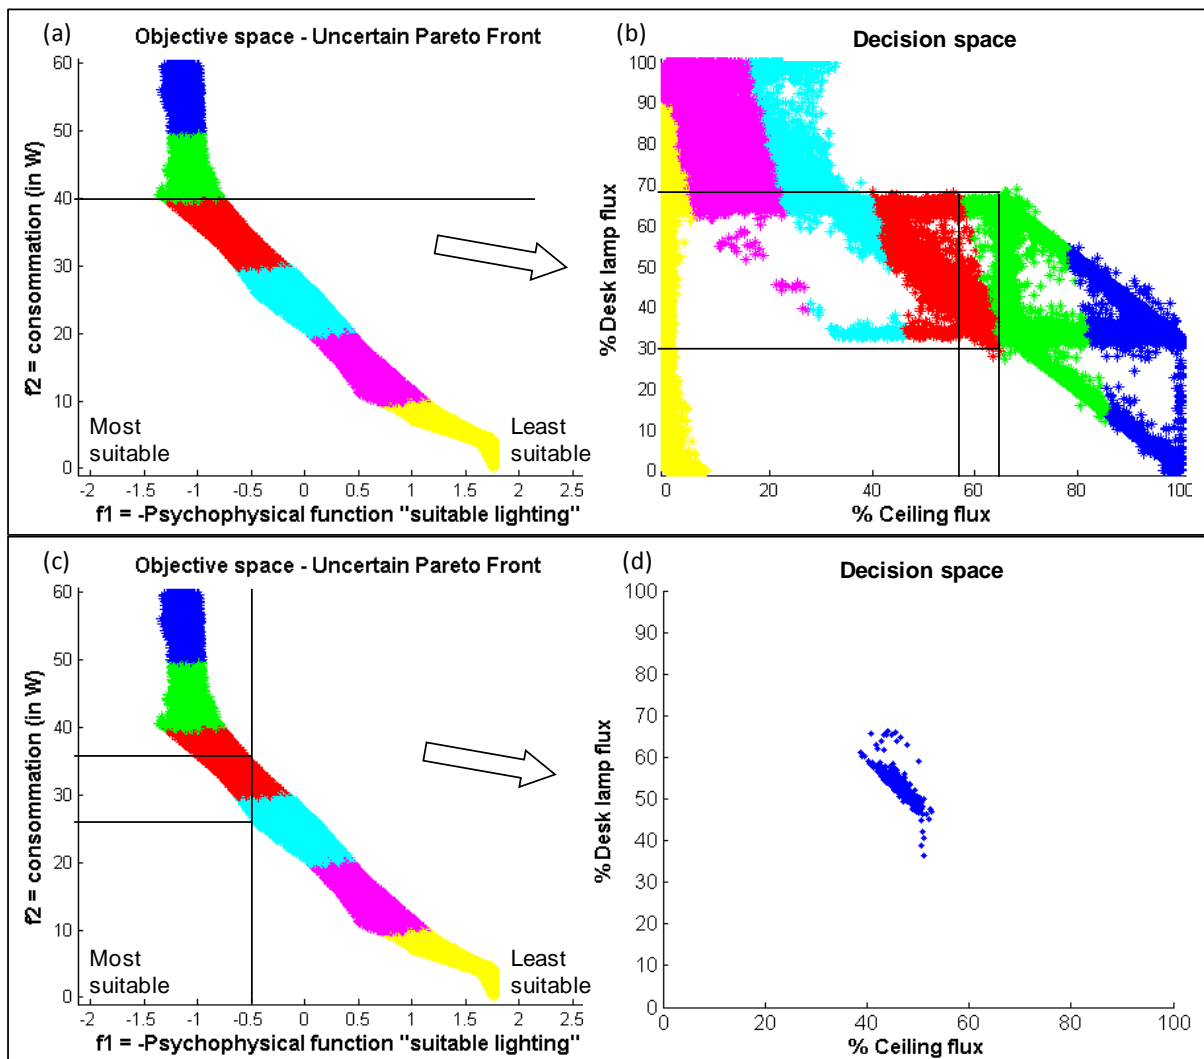 (a)
Objective space - Uncertain Pareto Front
60
50
40
30
20
10
0
f2 = consommation (in W)
Most
suitable
Least
suitable
-2 -1.5 -1 -0.5 0 0.5 1 1.5 2 2.5
f1 = -Psychophysical function "suitable lighting"
(b)
Decision space
100
90
80
70
60
50
40
30
20
10
0
% Desk lamp flux
0 20 40 60 80 100
% Ceiling flux
(c)
Objective space - Uncertain Pareto Front
60
50
40
30
20
10
0
f2 = consommation (in W)
Most
suitable
Least
suitable
-2 -1.5 -1 -0.5 0 0.5 1 1.5 2 2.5
f1 = -Psychophysical function "suitable lighting"
(d)
Decision space
100
90
80
70
60
50
40
30
20
10
0
% Desk lamp flux
0 20 40 60 80 100
% Ceiling flux